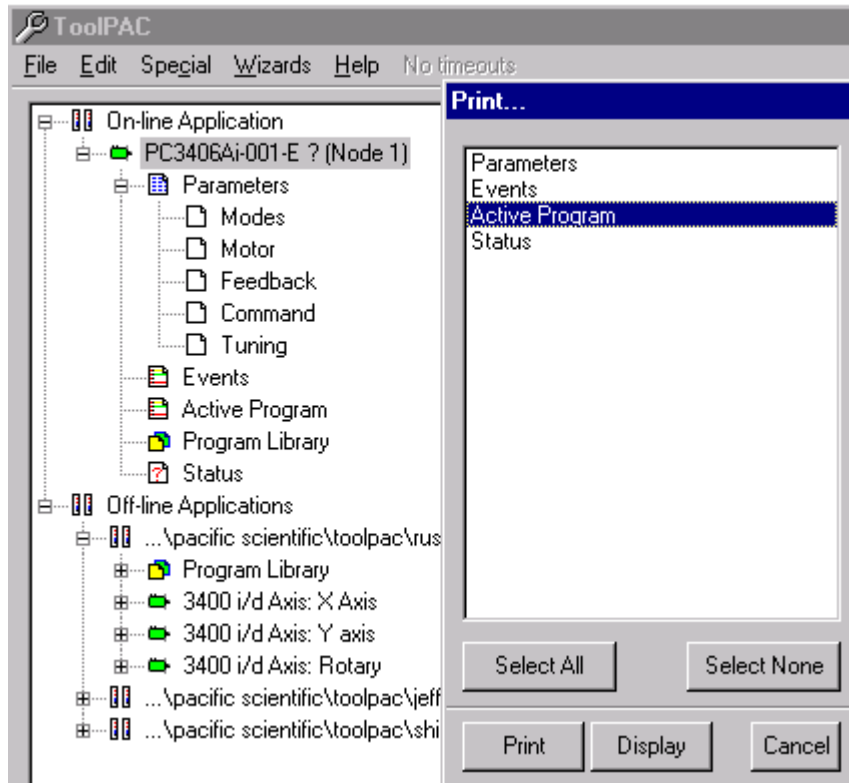 ToolPAC
File Edit Special Wizards Help No timeouts
On-line Application
PC3406Ai-001-E ? (Node 1)
Parameters
Modes
Motor
Feedback
Command
Tuning
Events
Active Program
Program Library
Status
Off-line Applications
...\pacific scientific\toolpac\rus
Program Library
3400 i/d Axis: X Axis
3400 i/d Axis: Y axis
3400 i/d Axis: Rotary
...\pacific scientific\toolpac\jeff
...\pacific scientific\toolpac\shi
Print...
Parameters
Events
Active Program
Status
Select All Select None
Print Display Cancel